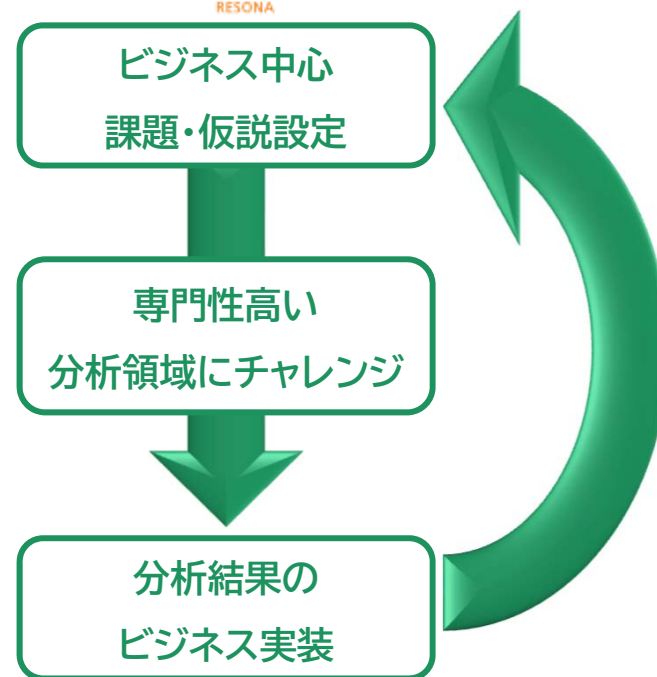 RESONA
ビジネス中心
課題・仮説設定
専門性高い
分析領域にチャレンジ
分析結果の
ビジネス実装